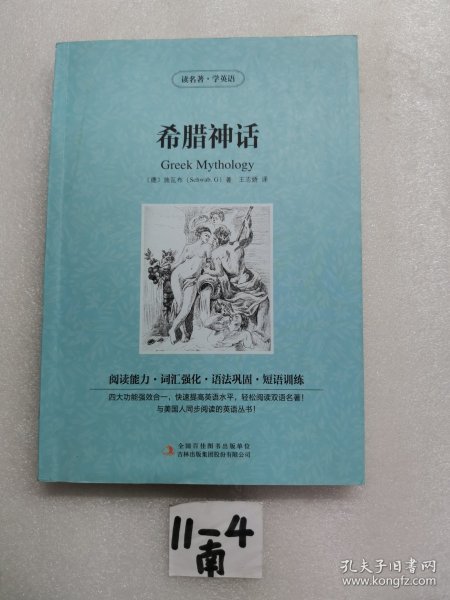 读名著·学英语
希腊神话
Greek Mythology
（德）施瓦布（Schwab.G）著 王志娇 译
阅读能力·词汇强化·语法巩固·短语训练
四大功能强效合一，快速提高英语水平，轻松阅读双语名著！
与美国人同步阅读的英语丛书！
全国百佳图书出版单位
吉林出版集团股份有限公司
11-4
南
孔夫子旧书网
www.kongfz.com